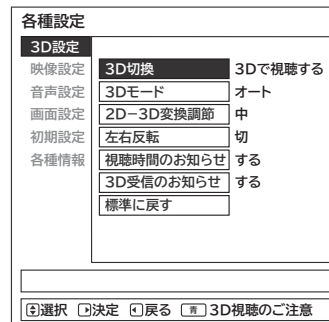 各種設定
3D設定
映像設定
音声設定
画面設定
初期設定
各種情報
3D切換 3Dで視聴する
3Dモード オート
2D−3D変換調節 中
左右反転 切
視聴時間のお知らせ する
3D受信のお知らせ する
標準に戻す
選択 決定 戻る 青 3D視聴のご注意